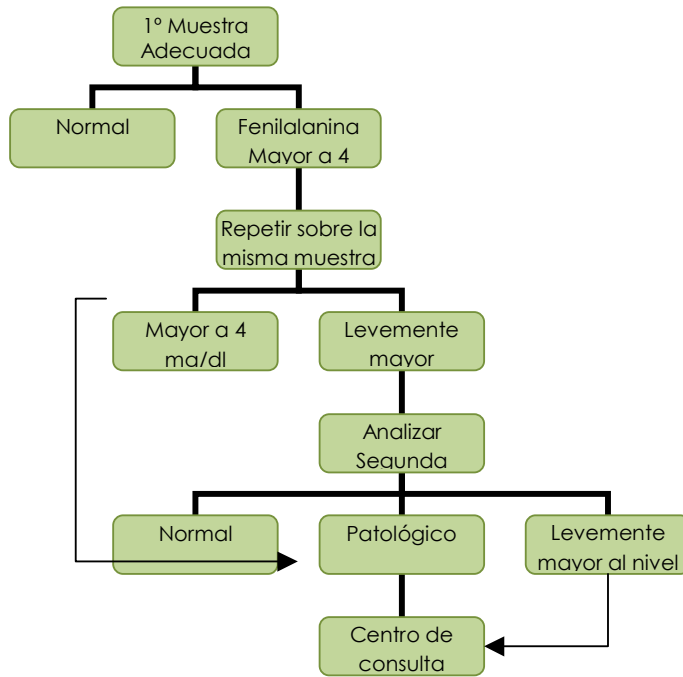 1º Muestra
Adecuada
Normal
Fenilalanina
Mayor a 4
Repetir sobre la
misma muestra
Mayor a 4
ma/dl
Levemente
mayor
Analizar
Segunda
Normal
Patológico
Levemente
mayor al nivel
Centro de
consulta